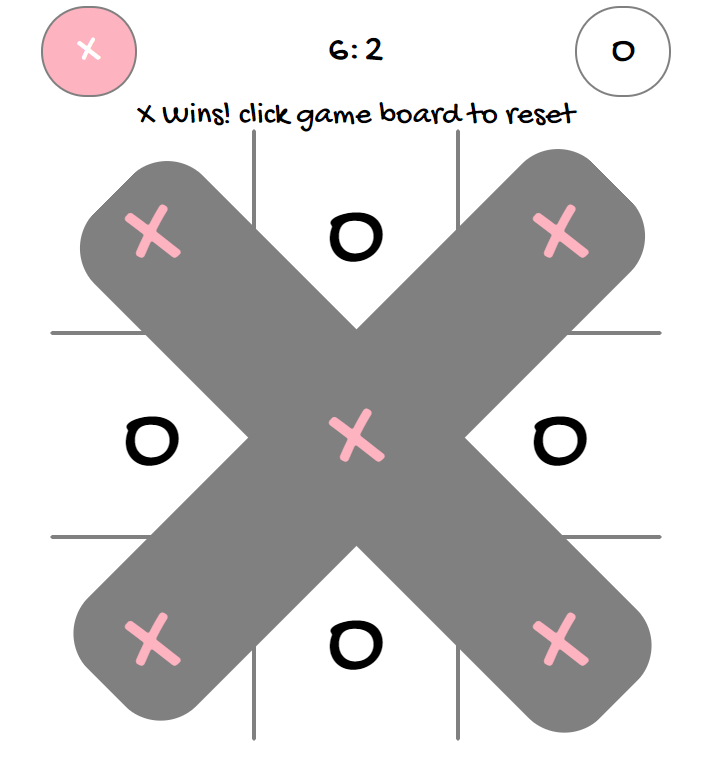 X 6:2 O
X Wins! click game board to reset
X O X
O X O
X O X